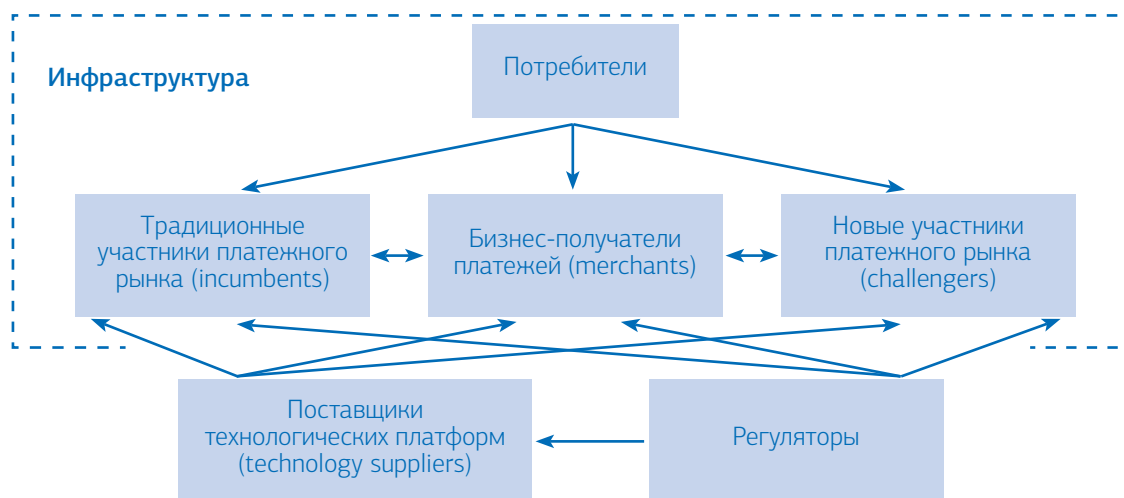 Инфраструктура
Потребители
Традиционные
участники платежного
рынка (incumbents)
Бизнес-получатели
платежей (merchants)
Новые участники
платежного рынка
(challengers)
Поставщики
технологических платформ
(technology suppliers)
Регуляторы